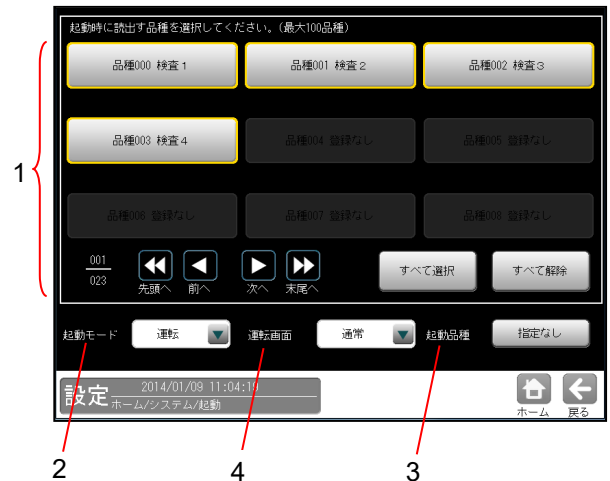 起動時に読出す品種を選択してください。(最大100品種)
品種000 検査1
品種001 検査2
品種002 検査3
1
品種003 検査4
品種004 登録なし
品種005 登録なし
品種006 登録なし
品種007 登録なし
品種008 登録なし
001
023
先頭へ
前へ
次へ
末尾へ
すべて選択
すべて解除
起動モード
運転
運転画面
通常
起動品種
指定なし
設定
2014/01/09 11:04:10
ホーム/システム/起動
ホーム
戻る
2
4
3